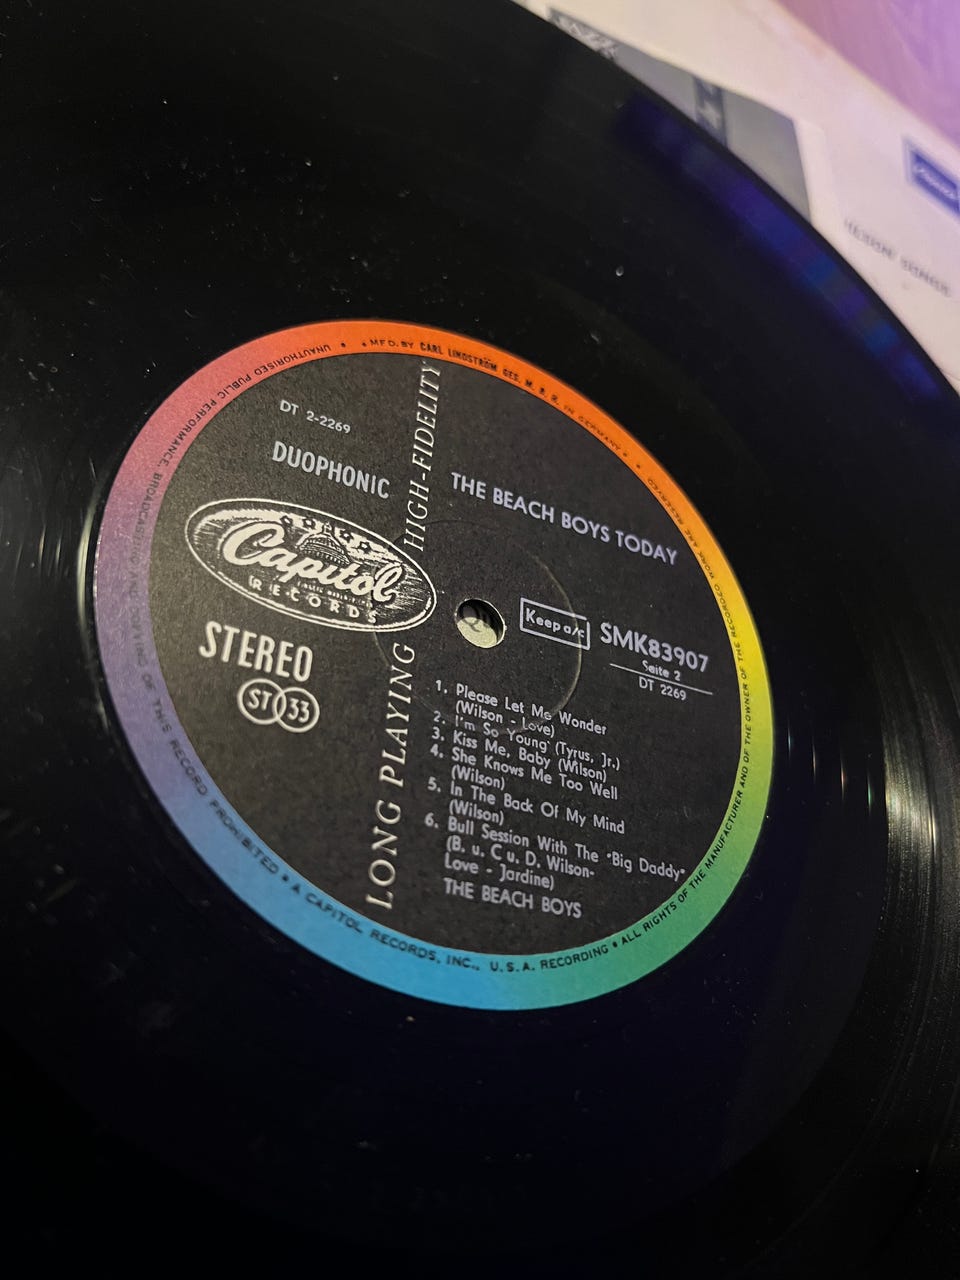 DT 2-2269
DUOPHONIC
Capitol
RECORDS
STEREO
ST 33
LONG PLAYING HIGH-FIDELITY
THE BEACH BOYS TODAY
Keep a/c
SMK83907
Seite 2
DT 2269
1. Please Let Me Wonder
(Wilson - Love)
2. I'm So Young (Tyrus, Jr.)
3. Kiss Me, Baby (Wilson)
4. She Knows Me Too Well
(Wilson)
5. In The Back Of My Mind
(Wilson)
6. Bull Session With The "Big Daddy"
(B. u. C u. D. Wilson-
Love - Jardine)
THE BEACH BOYS
• MFD. BY CARL LINDSTRÖM GES. M. B. H. IN GERMANY • • ALL RIGHTS OF THE MANUFACTURER AND OF THE OWNER OF THE RECORDED WORK ARE RESERVED
UNAUTHORISED PUBLIC PERFORMANCE, BROADCASTING AND COPYING OF THIS RECORD PROHIBITED • A CAPITOL RECORDS, INC., U.S.A. RECORDING •